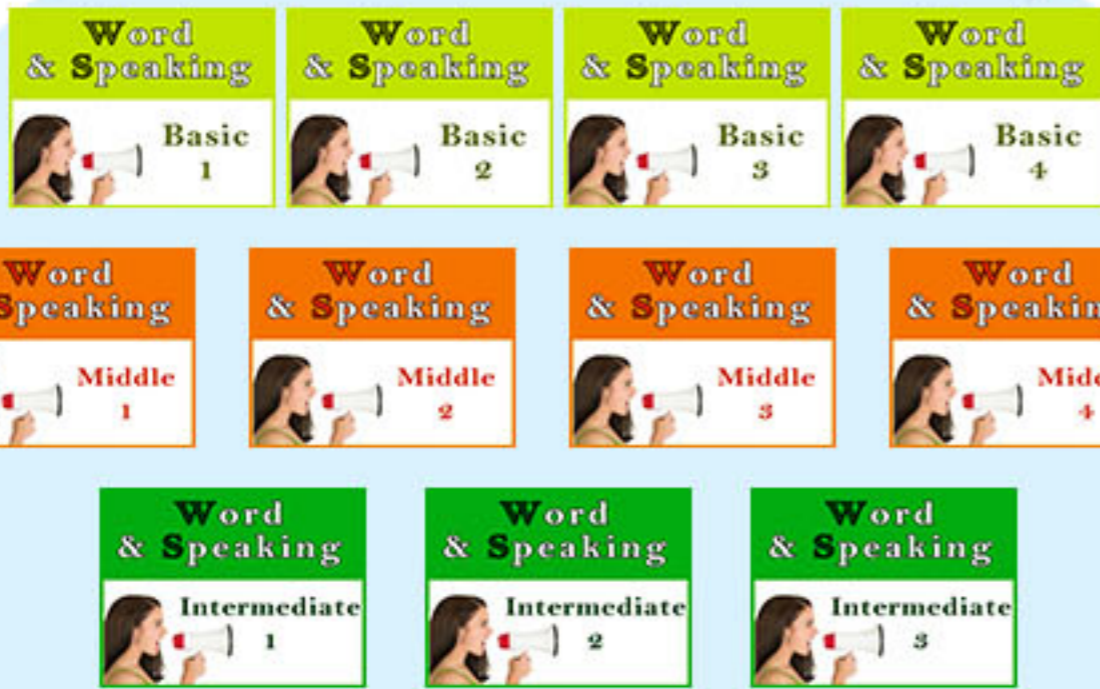 Word
& Speaking
Basic
1
Word
& Speaking
Basic
2
Word
& Speaking
Basic
3
Word
& Speaking
Basic
4
Word
Speaking
Middle
1
Word
& Speaking
Middle
2
Word
& Speaking
Middle
3
Word
& Speakin
Midd
4
Word
& Speaking
Intermediate
1
Word
& Speaking
Intermediate
2
Word
& Speaking
Intermediate
3